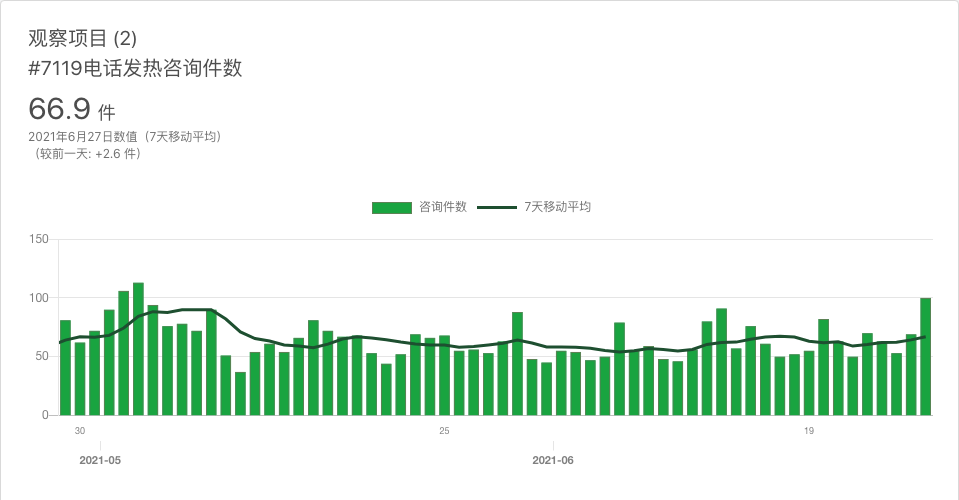 观察项目 (2)
#7119电话发热咨询件数
66.9 件
2021年6月27日数值（7天移动平均）
（较前一天: +2.6 件）
咨询件数 7天移动平均
150
100
50
0
30 25 19
2021-05 2021-06